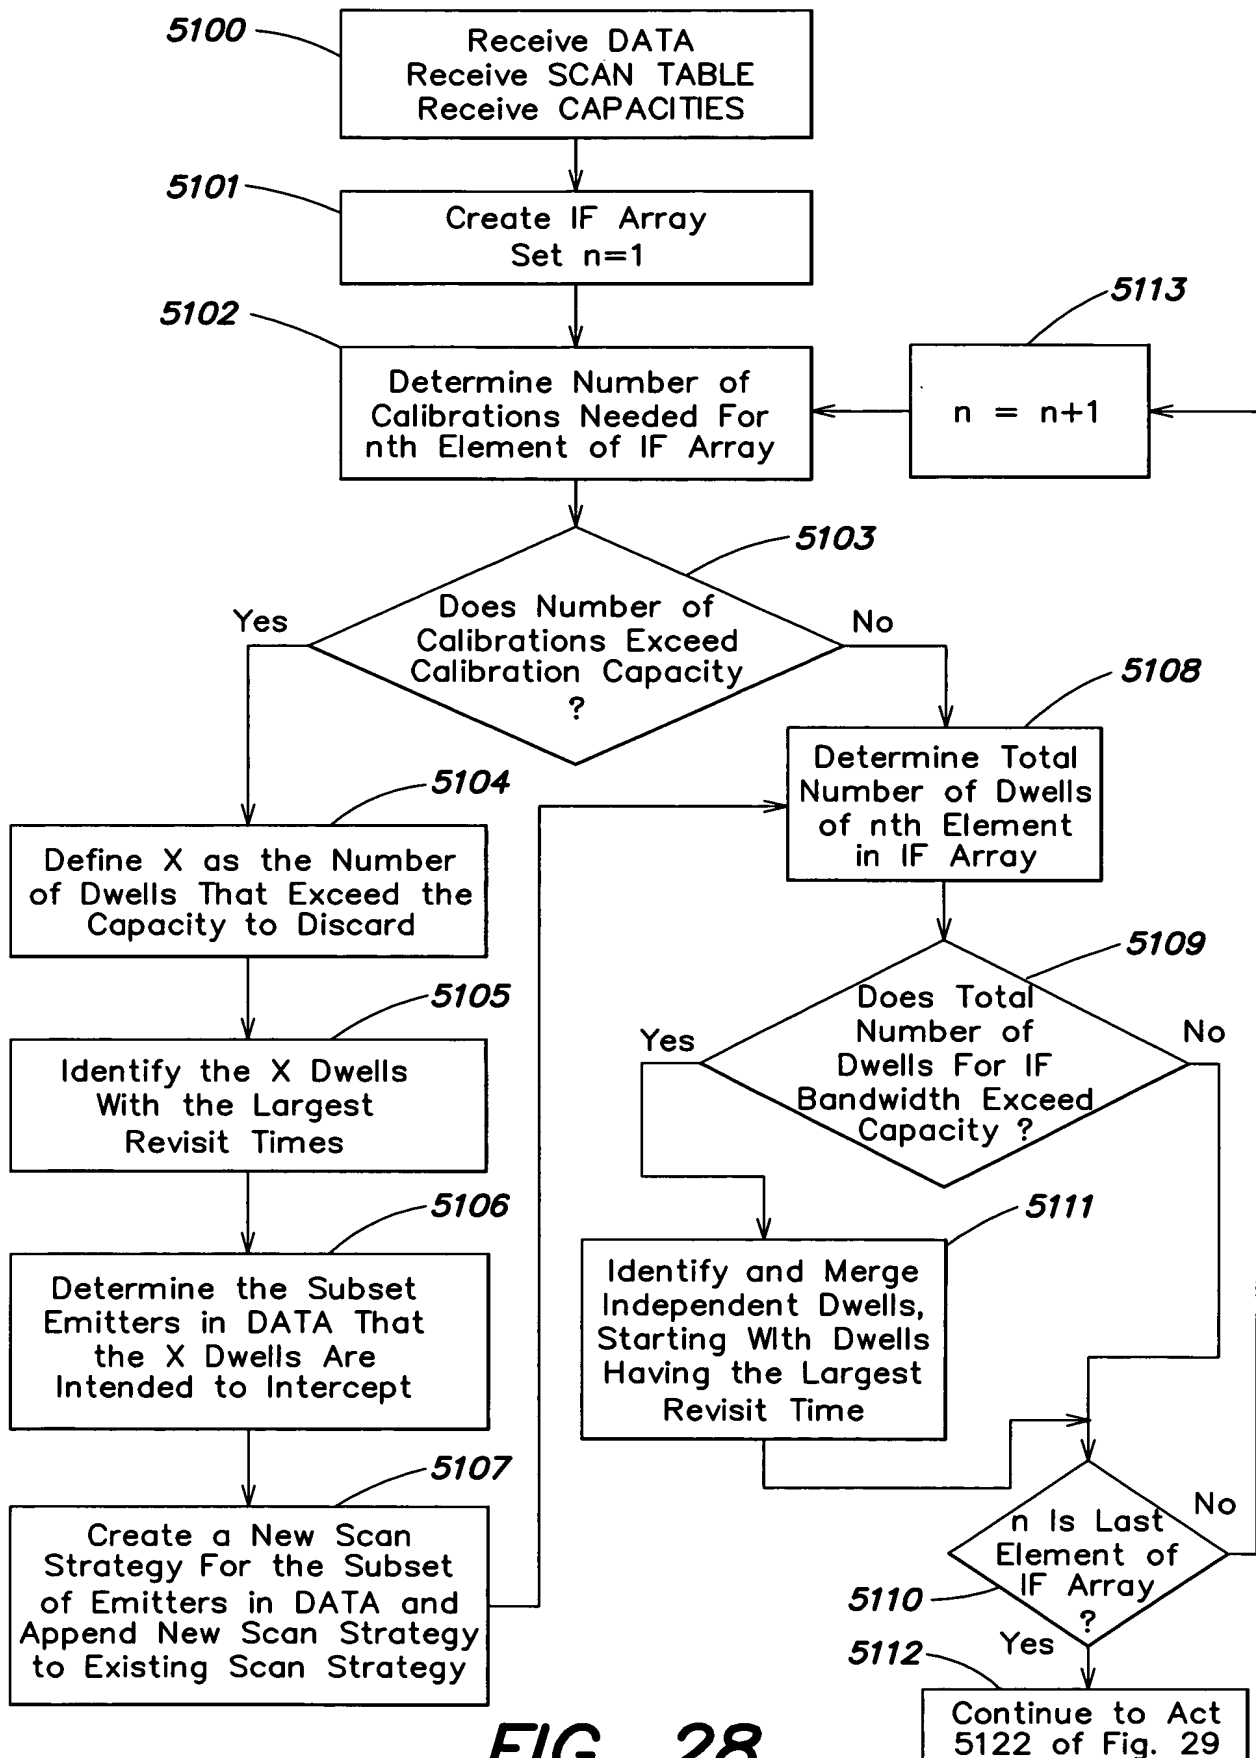 5100
Receive DATA
Receive SCAN TABLE
Receive CAPACITIES
5101
Create IF Array
Set n=1
5102
Determine Number of
Calibrations Needed For
nth Element of IF Array
5113
n = n+1
5103
Does Number of
Calibrations Exceed
Calibration Capacity
?
Yes
No
5108
Determine Total
Number of Dwells
of nth Element
in IF Array
5104
Define X as the Number
of Dwells That Exceed the
Capacity to Discard
5109
Does Total
Number of
Dwells For IF
Bandwidth Exceed
Capacity ?
Yes
No
5105
Identify the X Dwells
With the Largest
Revisit Times
5106
Determine the Subset
Emitters in DATA That
the X Dwells Are
Intended to Intercept
5111
Identify and Merge
Independent Dwells,
Starting With Dwells
Having the Largest
Revisit Time
5107
Create a New Scan
Strategy For the Subset
of Emitters in DATA and
Append New Scan Strategy
to Existing Scan Strategy
n Is Last
Element of
IF Array
?
No
5110
Yes
5112
Continue to Act
5122 of Fig. 29
FIG. 28